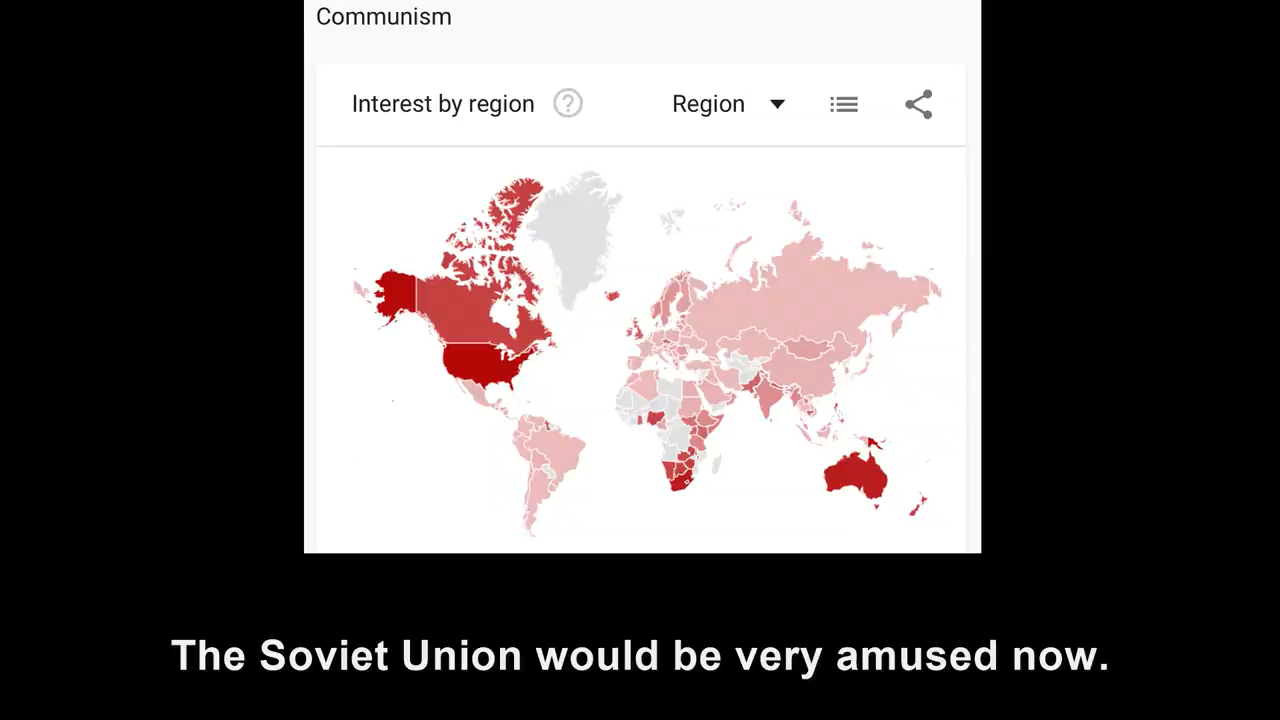 Communism
Interest by region ? Region
The Soviet Union would be very amused now.